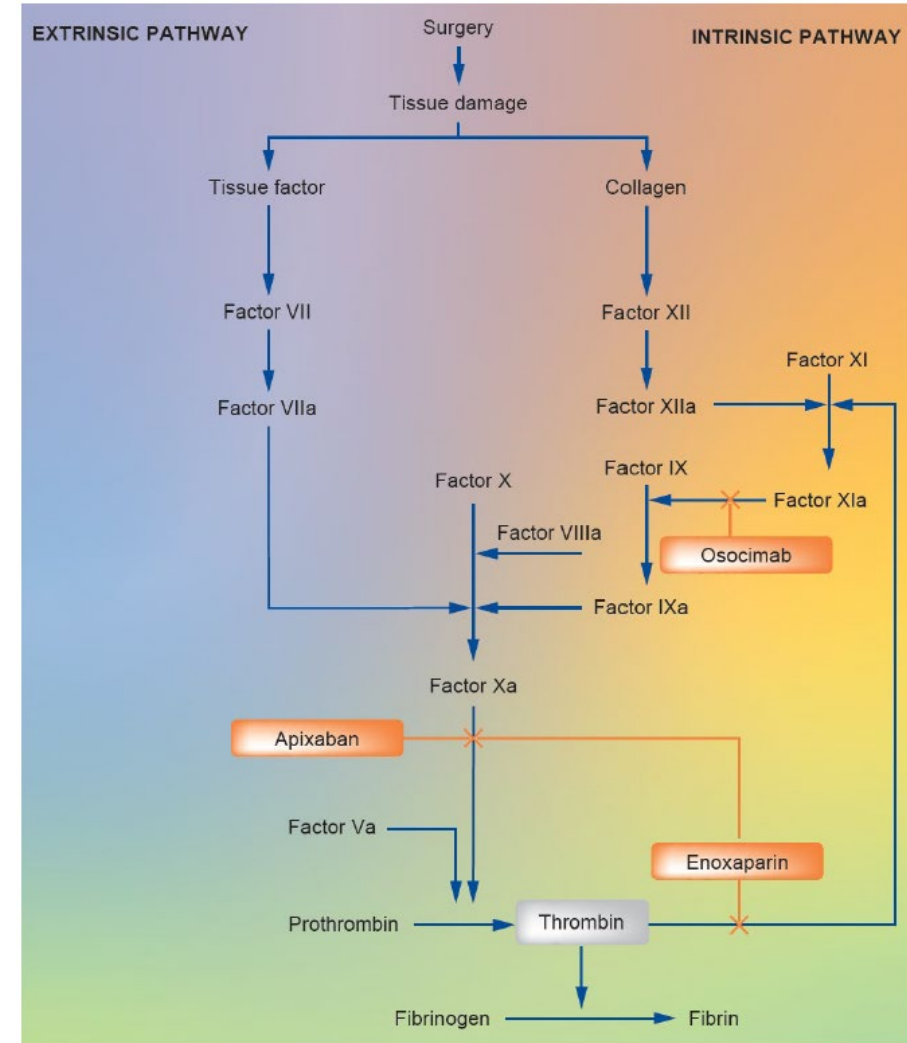 EXTRINSIC PATHWAY
Surgery
INTRINSIC PATHWAY
Tissue damage
Tissue factor
Collagen
Factor VII
Factor XII
Factor XI
Factor VIIa
Factor XIIa
Factor IX
Factor X
Factor XIa
Factor VIIIa
Osocimab
Factor IXa
Factor Xa
Apixaban
Factor Va
Enoxaparin
Prothrombin
Thrombin
Fibrinogen
Fibrin